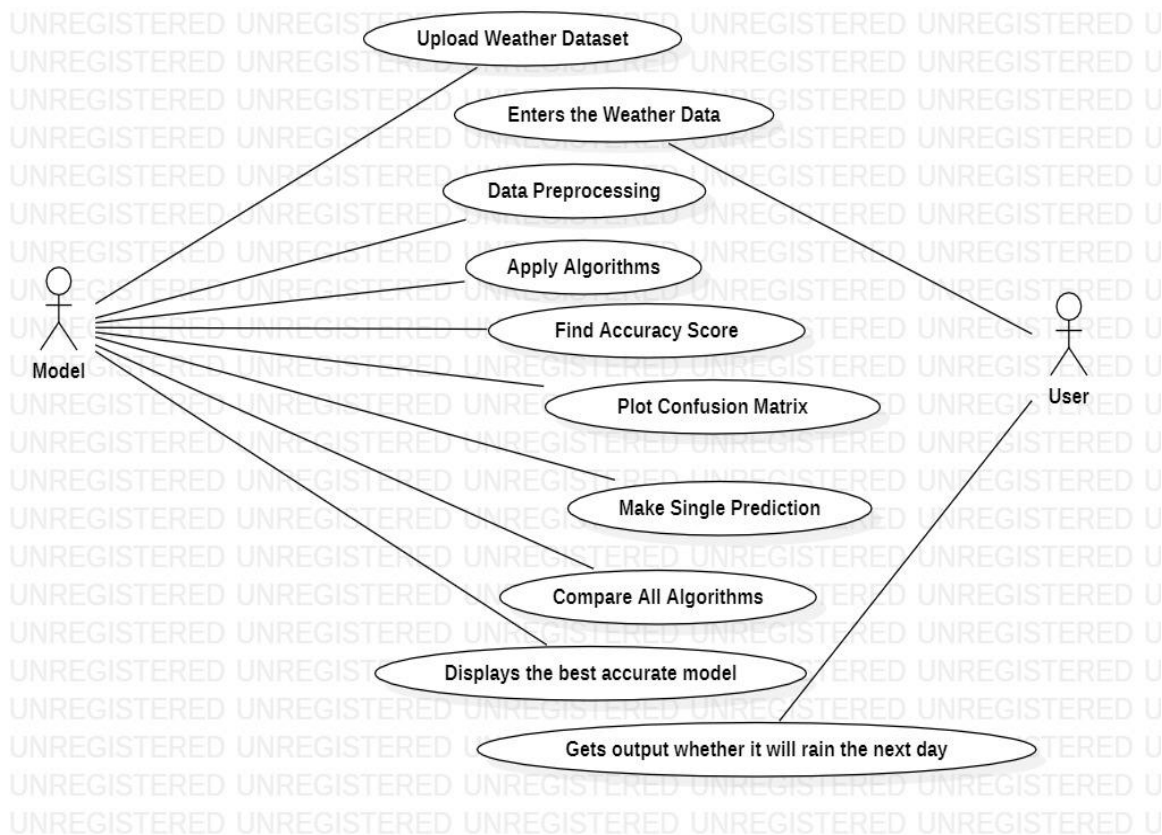 Upload Weather Dataset
Enters the Weather Data
Data Preprocessing
Apply Algorithms
Find Accuracy Score
Model
User
Plot Confusion Matrix
Make Single Prediction
Compare All Algorithms
Displays the best accurate model
Gets output whether it will rain the next day
UNREGISTERED